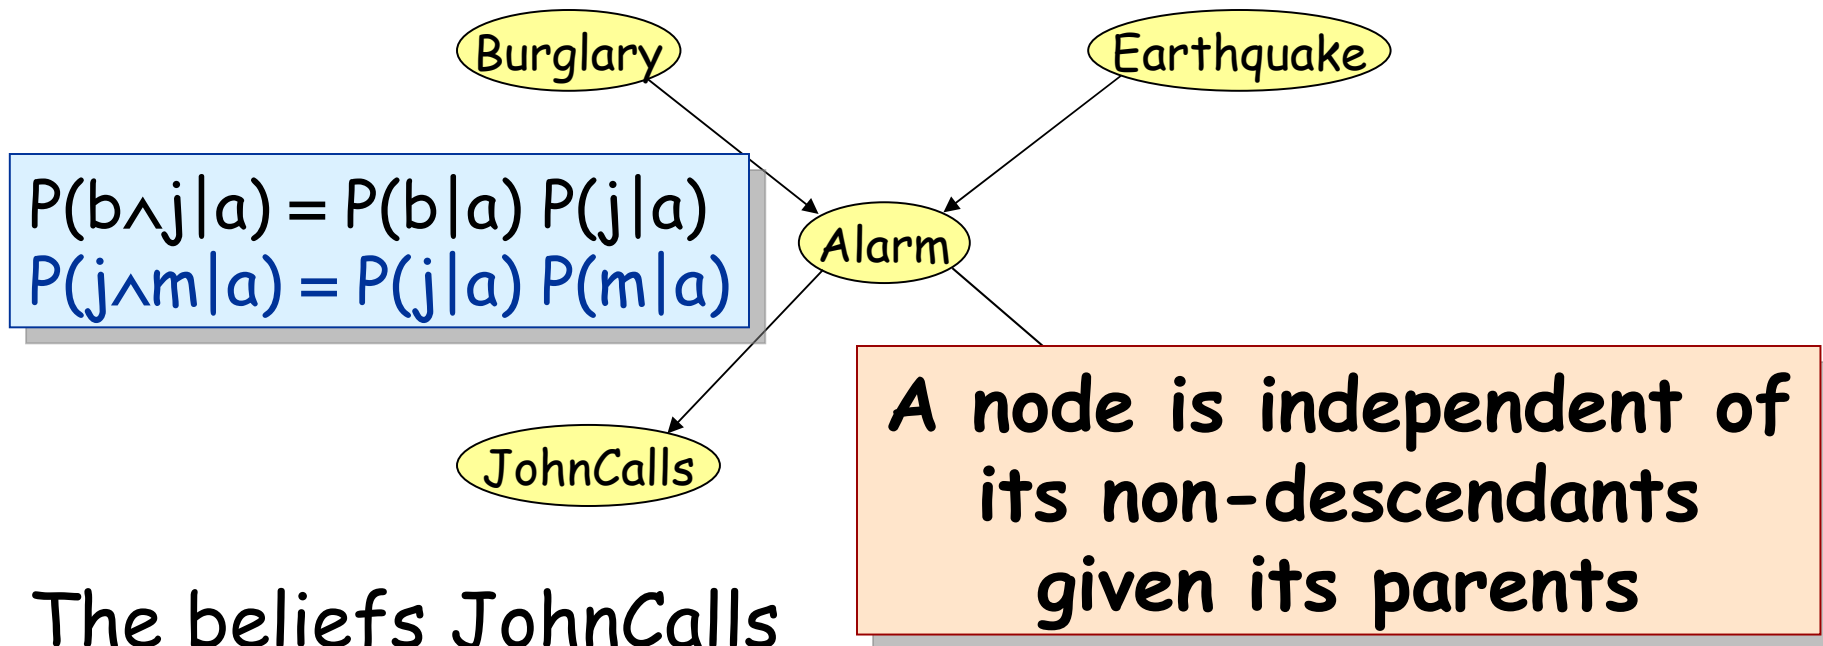 Burglary
Earthquake
P(b∧j|a) = P(b|a) P(j|a)
P(j∧m|a) = P(j|a) P(m|a)
Alarm
JohnCalls
A node is independent of
its non-descendants
given its parents
The beliefs JohnCalls